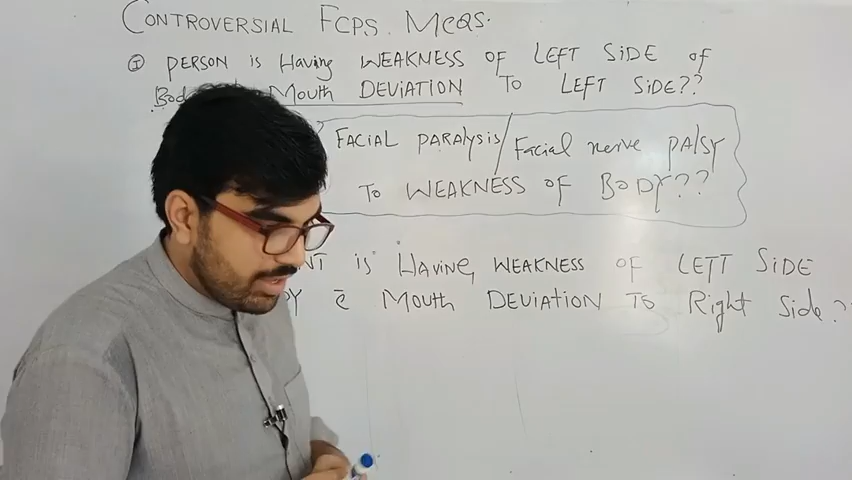 CONTROVERSIAL FCPS MCQS.
① PERSON is Having WEAKNESS OF LEFT SiDE of
MOUTH DEVIATION TO LEFT SiDE??
FACIAL PARAlysis/Facial nerve pAlSY
TO WEAKNESS OF BODY??
is Having WEAKNESS OF LEFT SiDE
c̄ MOUTH DEVIATION TO Right Side?